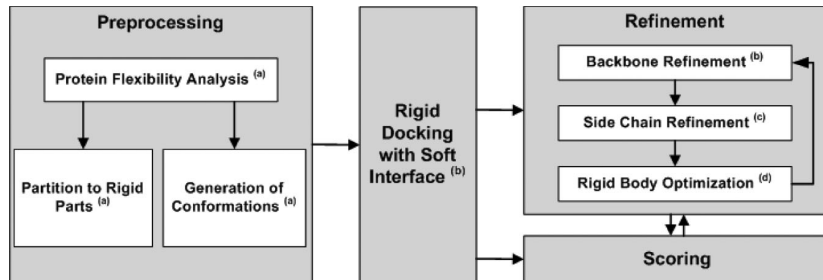 Preprocessing
Protein Flexibility Analysis (a)
Partition to Rigid
Parts (a)
Generation of
Conformations (a)
Rigid
Docking
with Soft
Interface (b)
Refinement
Backbone Refinement (b)
Side Chain Refinement (c)
Rigid Body Optimization (d)
Scoring